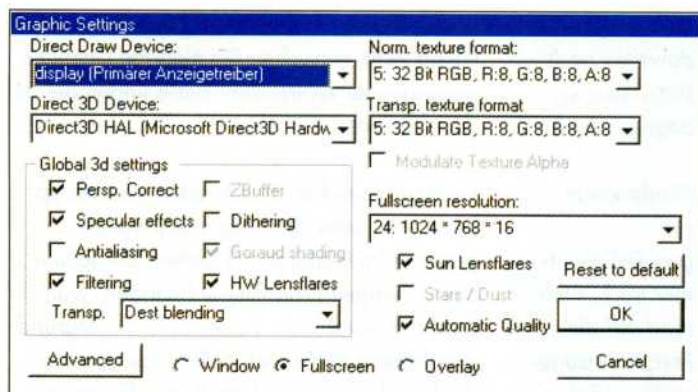 Graphic Settings
Direct Draw Device:
display (Primärer Anzeigetreiber)
Direct 3D Device:
Direct3D HAL (Microsoft Direct3D Hardw
Global 3d settings
Persp. Correct
ZBuffer
Specular effects
Dithering
Antialiasing
Goraud shading
Filtering
HW Lensflares
Transp.
Dest blending
Norm. texture format:
5: 32 Bit RGB, R:8, G:8, B:8, A:8
Transp. texture format
5: 32 Bit RGB, R:8, G:8, B:8, A:8
Modulate Texture Alpha
Fullscreen resolution:
24: 1024 * 768 * 16
Sun Lensflares
Stars / Dust
Automatic Quality
Reset to default
OK
Advanced
Window
Fullscreen
Overlay
Cancel